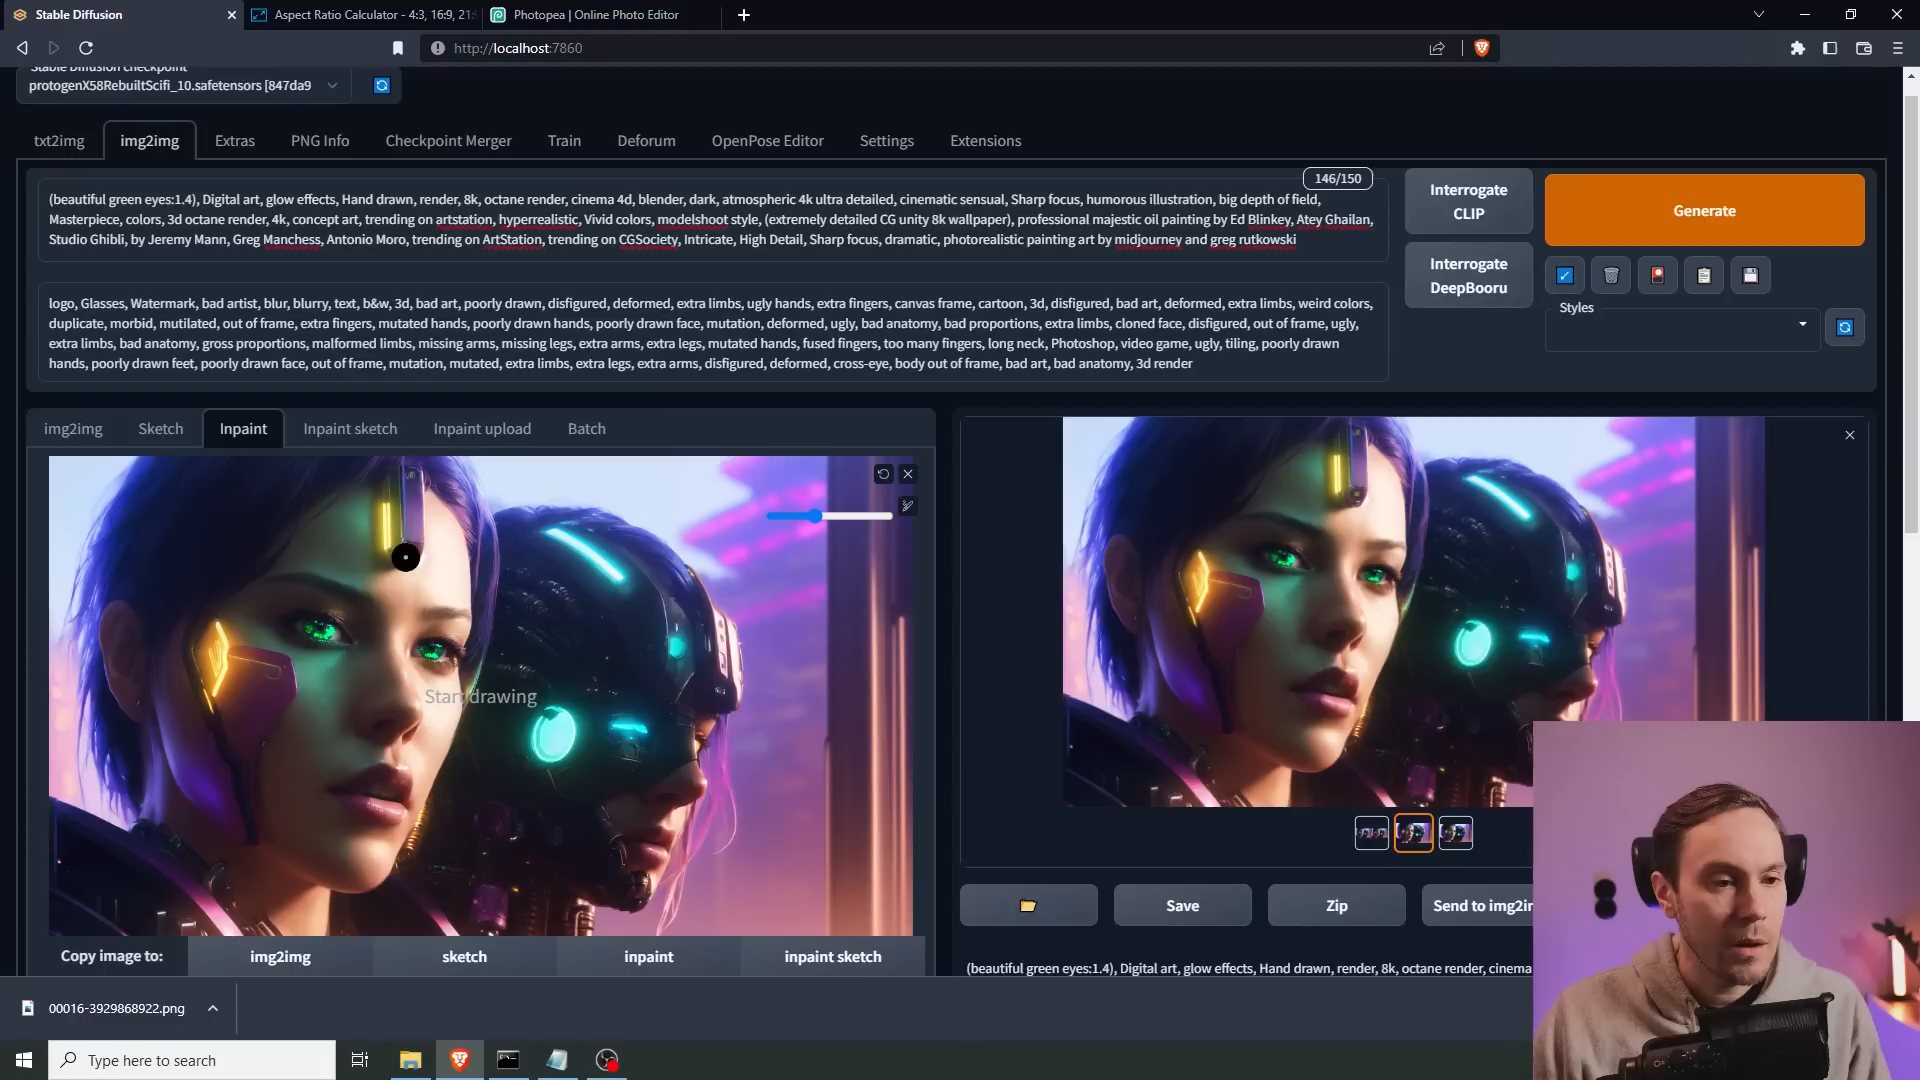 Stable Diffusion
Aspect Ratio Calculator - 4:3, 16:9, 21:
Photopea | Online Photo Editor
http://localhost:7860
Stable Diffusion checkpoint
protogenX58RebuiltScifi_10.safetensors [847da9
txt2img
img2img
Extras
PNG Info
Checkpoint Merger
Train
Deforum
OpenPose Editor
Settings
Extensions
146/150
(beautiful green eyes:1.4), Digital art, glow effects, Hand drawn, render, 8k, octane render, cinema 4d, blender, dark, atmospheric 4k ultra detailed, cinematic sensual, Sharp focus, humorous illustration, big depth of field,
Masterpiece, colors, 3d octane render, 4k, concept art, trending on artstation, hyperrealistic, Vivid colors, modelshoot style, (extremely detailed CG unity 8k wallpaper), professional majestic oil painting by Ed Blinkey, Atey Ghailan,
Studio Ghibli, by Jeremy Mann, Greg Manchess, Antonio Moro, trending on ArtStation, trending on CGSociety, Intricate, High Detail, Sharp focus, dramatic, photorealistic painting art by midjourney and greg rutkowski
Interrogate
CLIP
Generate
Interrogate
DeepBooru
Styles
logo, Glasses, Watermark, bad artist, blur, blurry, text, b&w, 3d, bad art, poorly drawn, disfigured, deformed, extra limbs, ugly hands, extra fingers, canvas frame, cartoon, 3d, disfigured, bad art, deformed, extra limbs, weird colors,
duplicate, morbid, mutilated, out of frame, extra fingers, mutated hands, poorly drawn hands, poorly drawn face, mutation, deformed, ugly, bad anatomy, bad proportions, extra limbs, cloned face, disfigured, out of frame, ugly,
extra limbs, bad anatomy, gross proportions, malformed limbs, missing arms, missing legs, extra arms, extra legs, mutated hands, fused fingers, too many fingers, long neck, Photoshop, video game, ugly, tiling, poorly drawn
hands, poorly drawn feet, poorly drawn face, out of frame, mutation, mutated, extra limbs, extra legs, extra arms, disfigured, deformed, cross-eye, body out of frame, bad art, bad anatomy, 3d render
img2img
Sketch
Inpaint
Inpaint sketch
Inpaint upload
Batch
Start drawing
Copy image to:
img2img
sketch
inpaint
inpaint sketch
Save
Zip
Send to img2im
(beautiful green eyes:1.4), Digital art, glow effects, Hand drawn, render, 8k, octane render, cinema
00016-3929868922.png
Type here to search